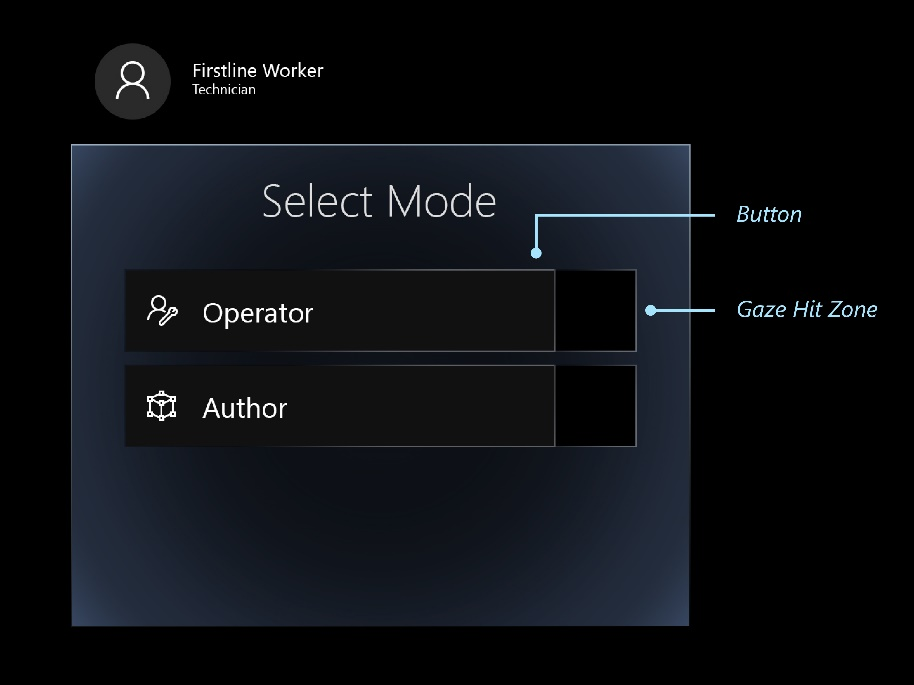 Firstline Worker
Technician
Select Mode
Button
Operator
Gaze Hit Zone
Author